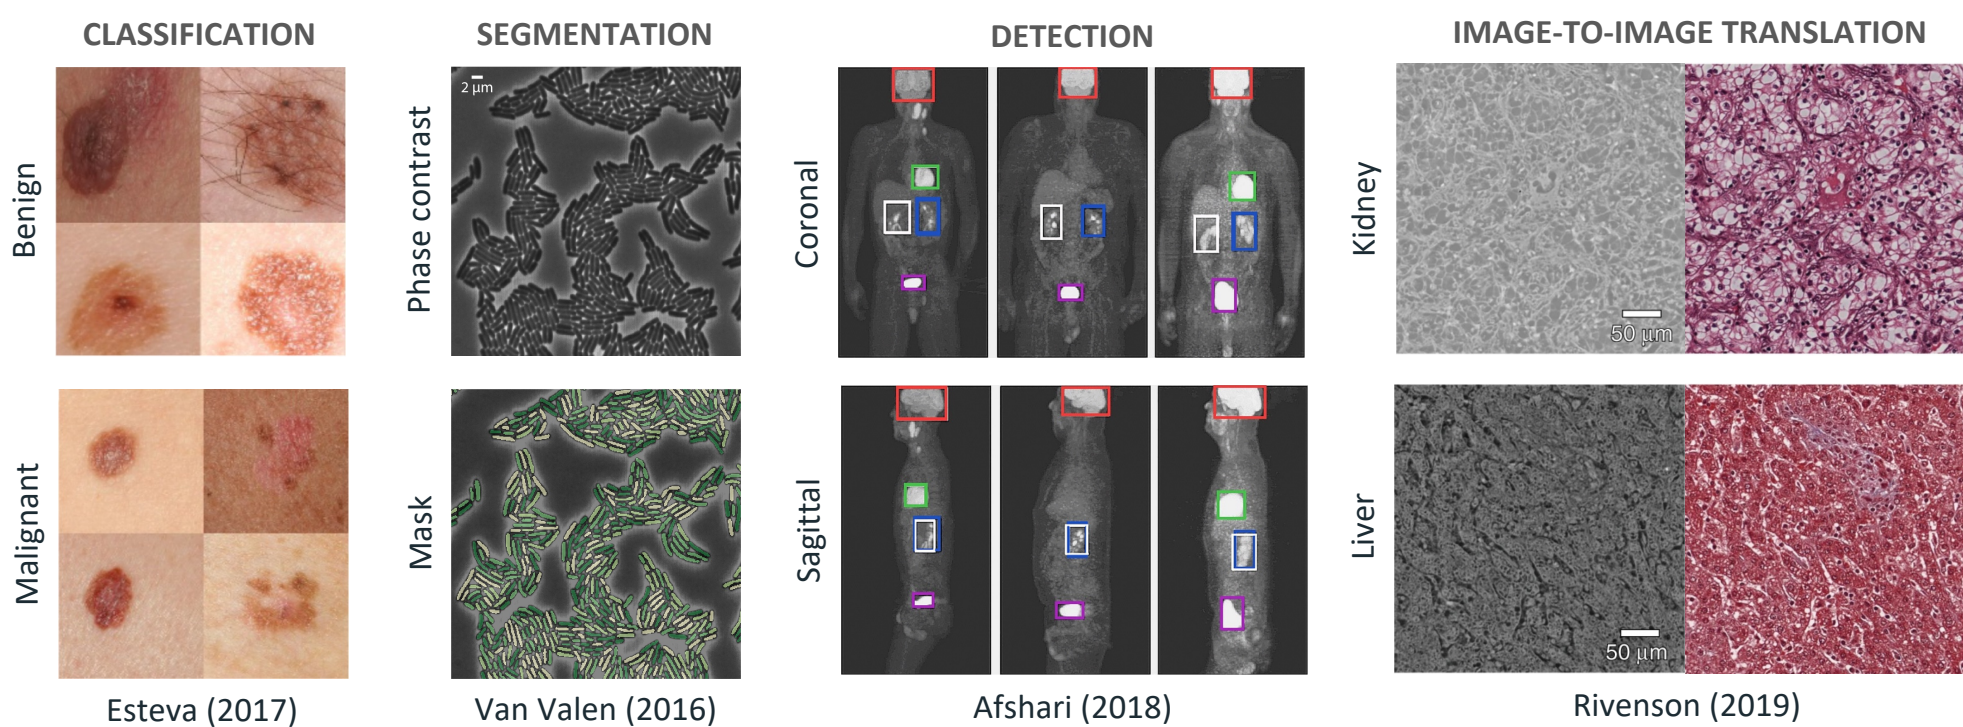 CLASSIFICATION
SEGMENTATION
DETECTION
IMAGE-TO-IMAGE TRANSLATION
Benign
Malignant
Phase contrast
2 μm
Mask
Coronal
Sagittal
Kidney
50 μm
Liver
50 μm
Esteva (2017)
Van Valen (2016)
Afshari (2018)
Rivenson (2019)